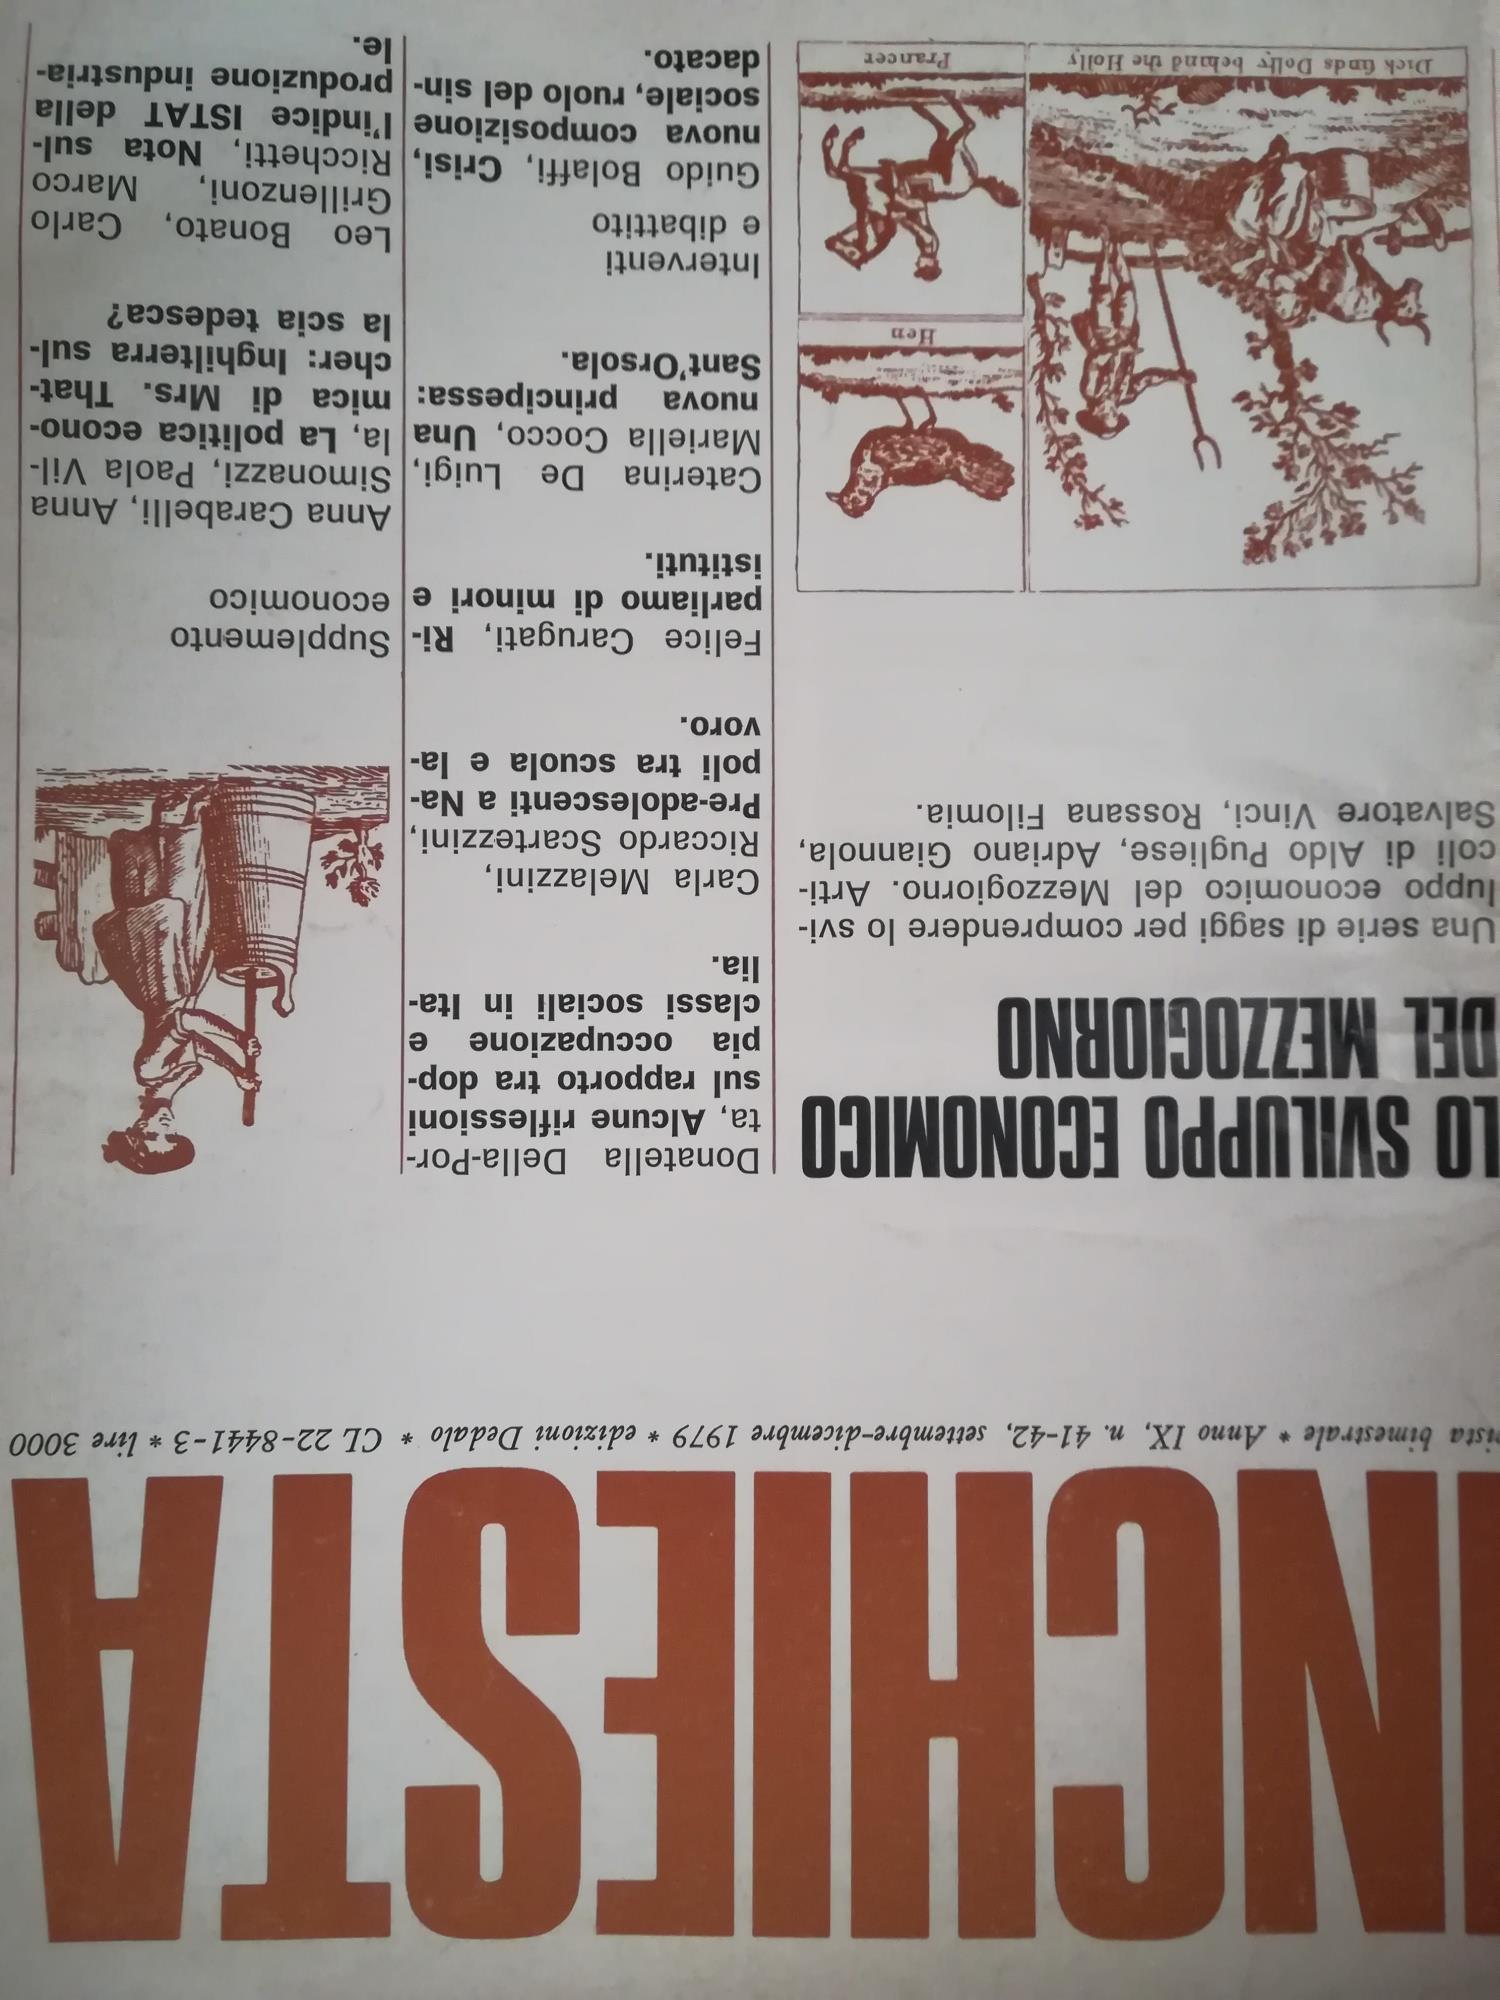 INCHIESTA
ista bimestrale * Anno IX, n. 41-42, settembre-dicembre 1979 * edizioni Dedalo * CL 22-8441-3 * lire 3000
LO SVILUPPO ECONOMICO
DEL MEZZOGIORNO
Una serie di saggi per comprendere lo svi-
luppo economico del Mezzogiorno. Arti-
coli di Aldo Pugliese, Adriano Giannola,
Salvatore Vinci, Rossana Filomia.
Hen
Prancer
Dick finds Dolly behind the Holly
Donatella Della-Por-
ta, Alcune riflessioni
sul rapporto tra dop-
pia occupazione e
classi sociali in Ita-
lia.
Carla Melazzini,
Riccardo Scartezzini,
Pre-adolescenti a Na-
poli tra scuola e la-
voro.
Felice Carugati, Ri-
parliamo di minori e
istituti.
Caterina De Luigi,
Mariella Cocco, Una
nuova principessa:
Sant'Orsola.
Interventi
e dibattito
Guido Bolaffi, Crisi,
nuova composizione
sociale, ruolo del sin-
dacato.
Supplemento
economico
Anna Carabelli, Anna
Simonazzi, Paola Vil-
la, La politica econo-
mica di Mrs. That-
cher: Inghilterra sul-
la scia tedesca?
Leo Bonato, Carlo
Grillenzoni, Marco
Ricchetti, Nota sul-
l'indice ISTAT della
produzione industria-
le.